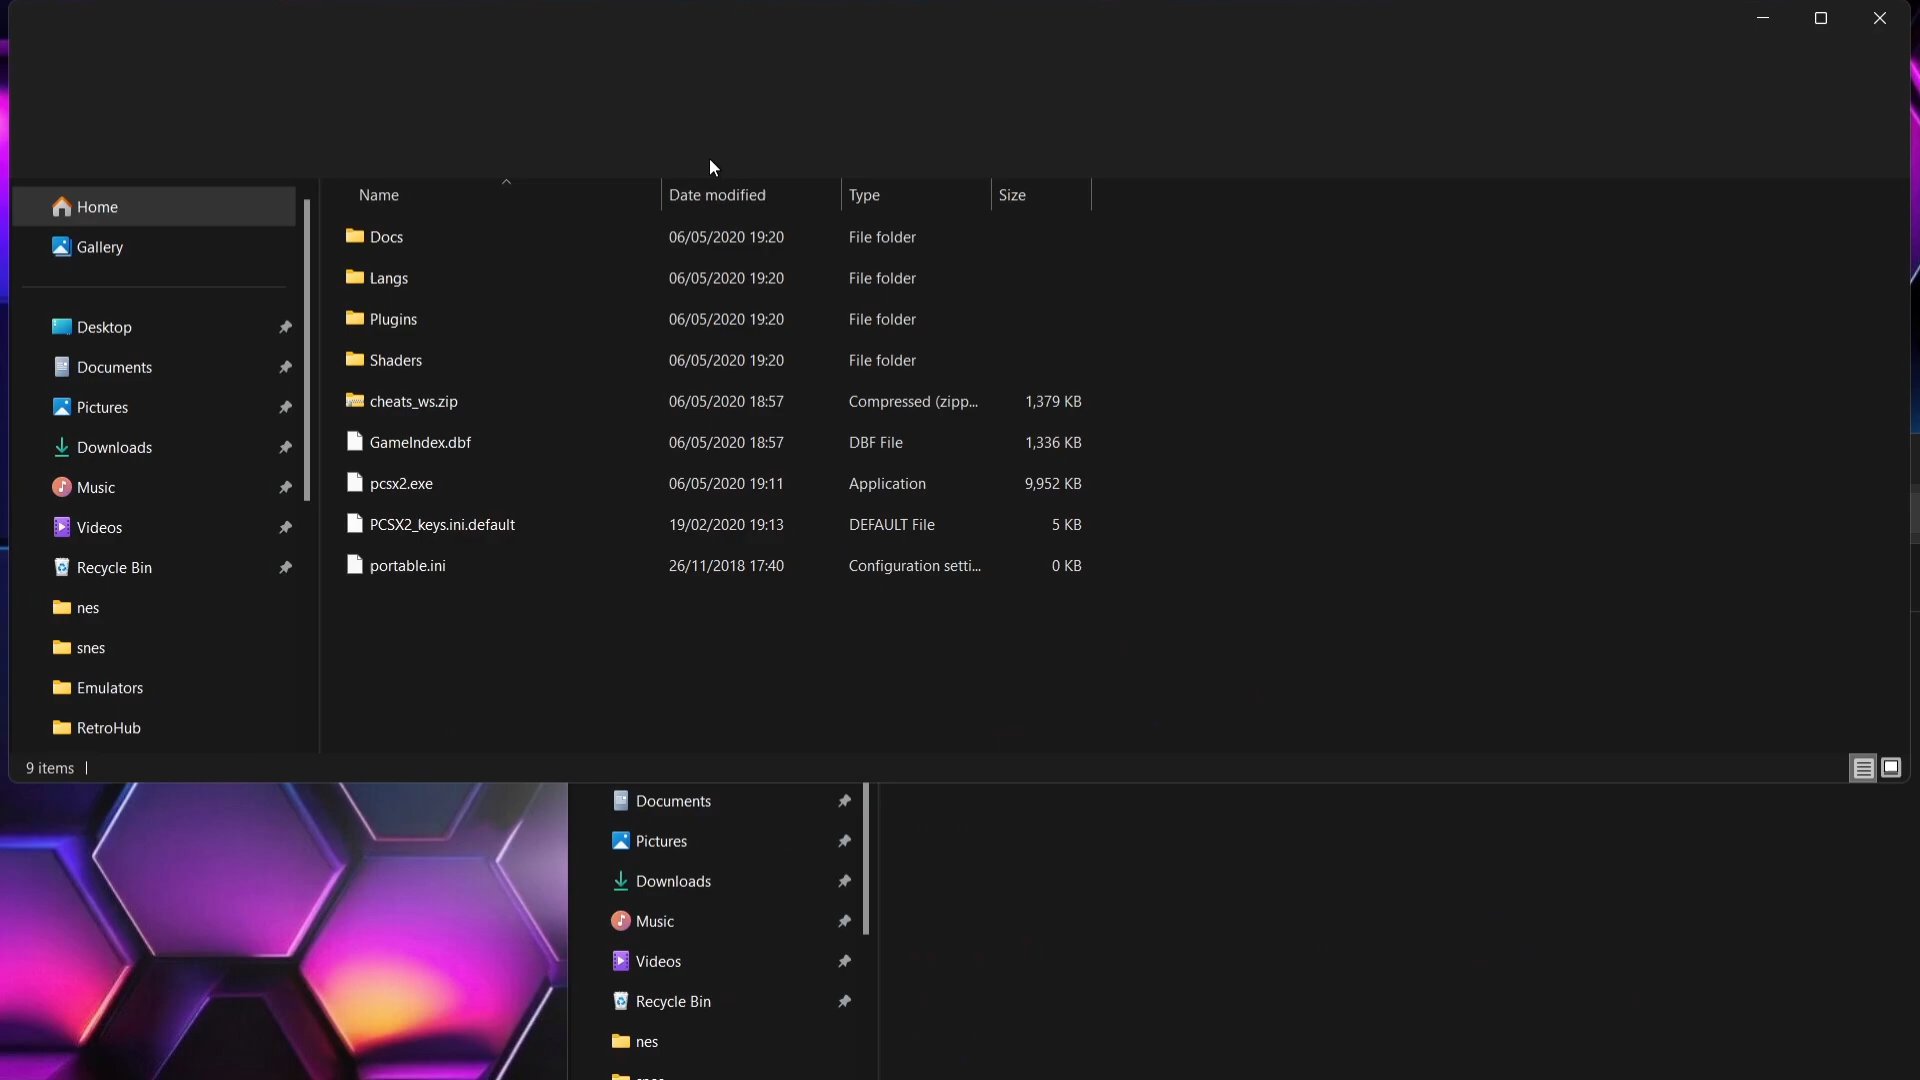 Name Date modified Type Size
Home
Gallery
Desktop
Documents
Pictures
Downloads
Music
Videos
Recycle Bin
nes
snes
Emulators
RetroHub
Docs 06/05/2020 19:20 File folder
Langs 06/05/2020 19:20 File folder
Plugins 06/05/2020 19:20 File folder
Shaders 06/05/2020 19:20 File folder
cheats_ws.zip 06/05/2020 18:57 Compressed (zipp... 1,379 KB
GameIndex.dbf 06/05/2020 18:57 DBF File 1,336 KB
pcsx2.exe 06/05/2020 19:11 Application 9,952 KB
PCSX2_keys.ini.default 19/02/2020 19:13 DEFAULT File 5 KB
portable.ini 26/11/2018 17:40 Configuration setti... 0 KB
9 items
Documents
Pictures
Downloads
Music
Videos
Recycle Bin
nes